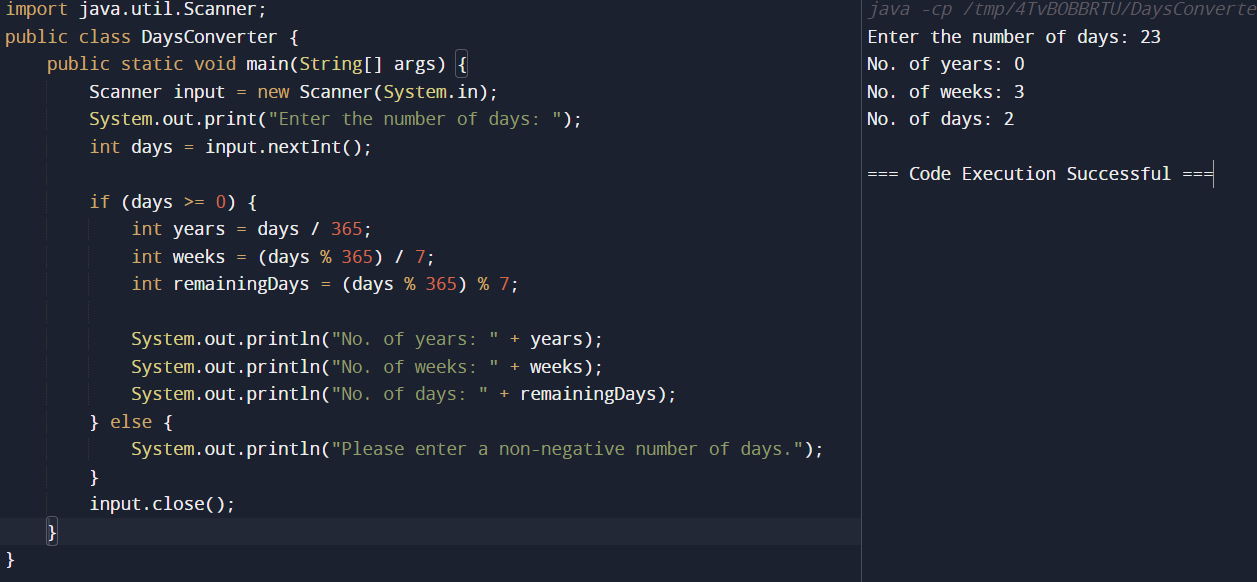 import java.util.Scanner;
public class DaysConverter {
    public static void main(String[] args) {
        Scanner input = new Scanner(System.in);
        System.out.print("Enter the number of days: ");
        int days = input.nextInt();

        if (days >= 0) {
            int years = days / 365;
            int weeks = (days % 365) / 7;
            int remainingDays = (days % 365) % 7;

            System.out.println("No. of years: " + years);
            System.out.println("No. of weeks: " + weeks);
            System.out.println("No. of days: " + remainingDays);
        } else {
            System.out.println("Please enter a non-negative number of days.");
        }
        input.close();
    }
}
java -cp /tmp/4TvBOBBRTU/DaysConverte
Enter the number of days: 23
No. of years: 0
No. of weeks: 3
No. of days: 2

=== Code Execution Successful ===